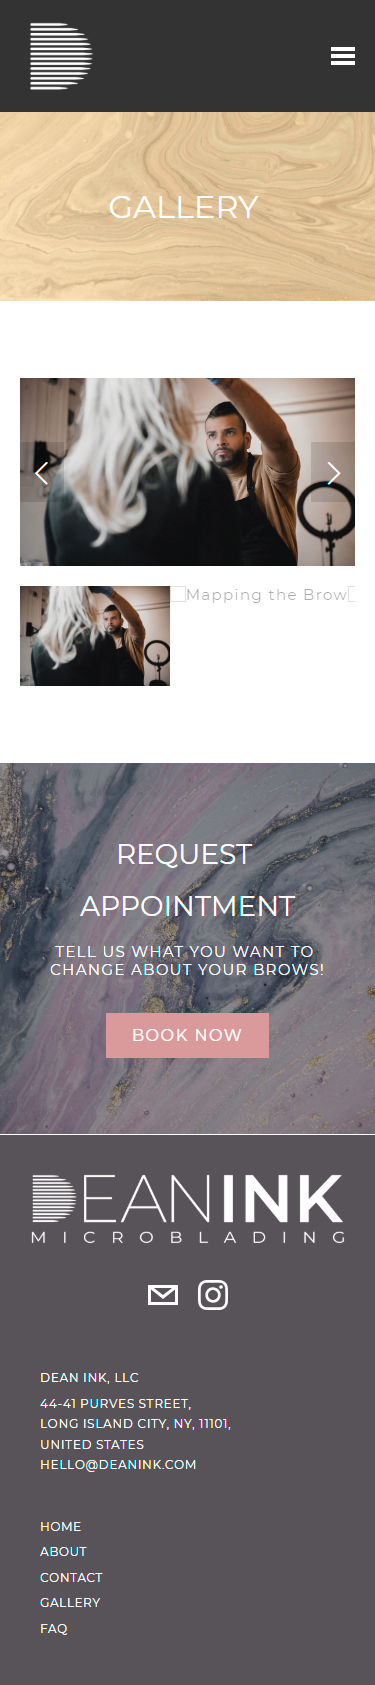 GALLERY
Mapping the Brow
REQUEST
APPOINTMENT
TELL US WHAT YOU WANT TO
CHANGE ABOUT YOUR BROWS!
BOOK NOW
DEANINK
MICROBLADING
DEAN INK, LLC
44-41 PURVES STREET,
LONG ISLAND CITY, NY, 11101,
UNITED STATES
HELLO@DEANINK.COM
HOME
ABOUT
CONTACT
GALLERY
FAQ